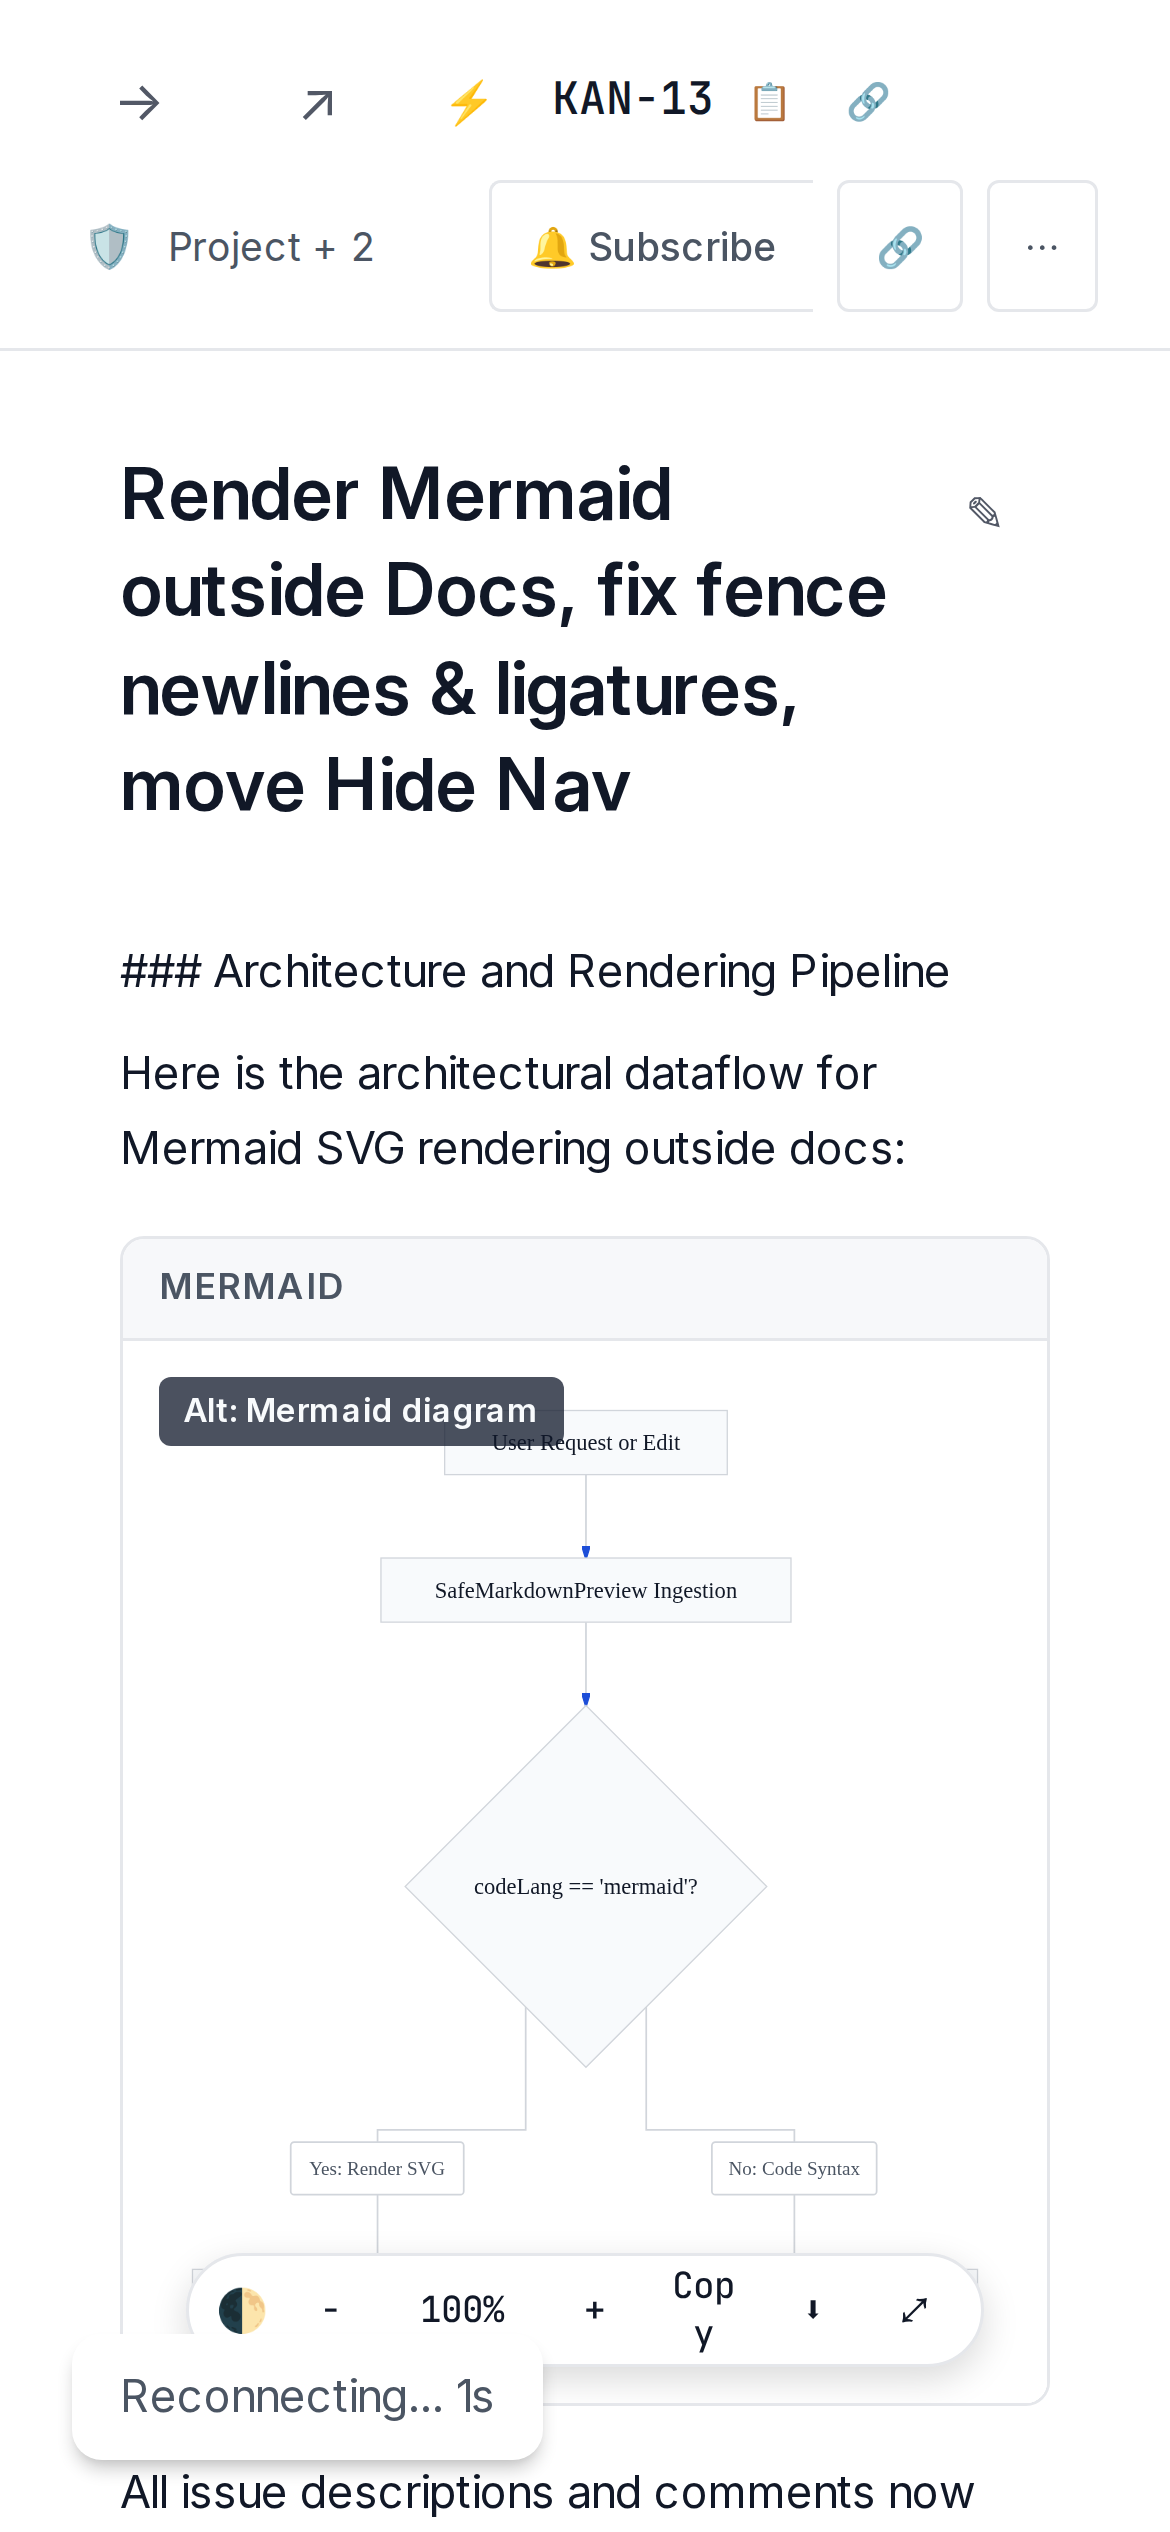 KAN-13
Project + 2
Subscribe
...
Render Mermaid
outside Docs, fix fence
newlines & ligatures,
move Hide Nav
### Architecture and Rendering Pipeline
Here is the architectural dataflow for
Mermaid SVG rendering outside docs:
MERMAID
Alt: Mermaid diagram
User Request or Edit
SafeMarkdownPreview Ingestion
codeLang == 'mermaid'?
Yes: Render SVG
No: Code Syntax
- 100% + Cop
y
Reconnecting... 1s
All issue descriptions and comments now